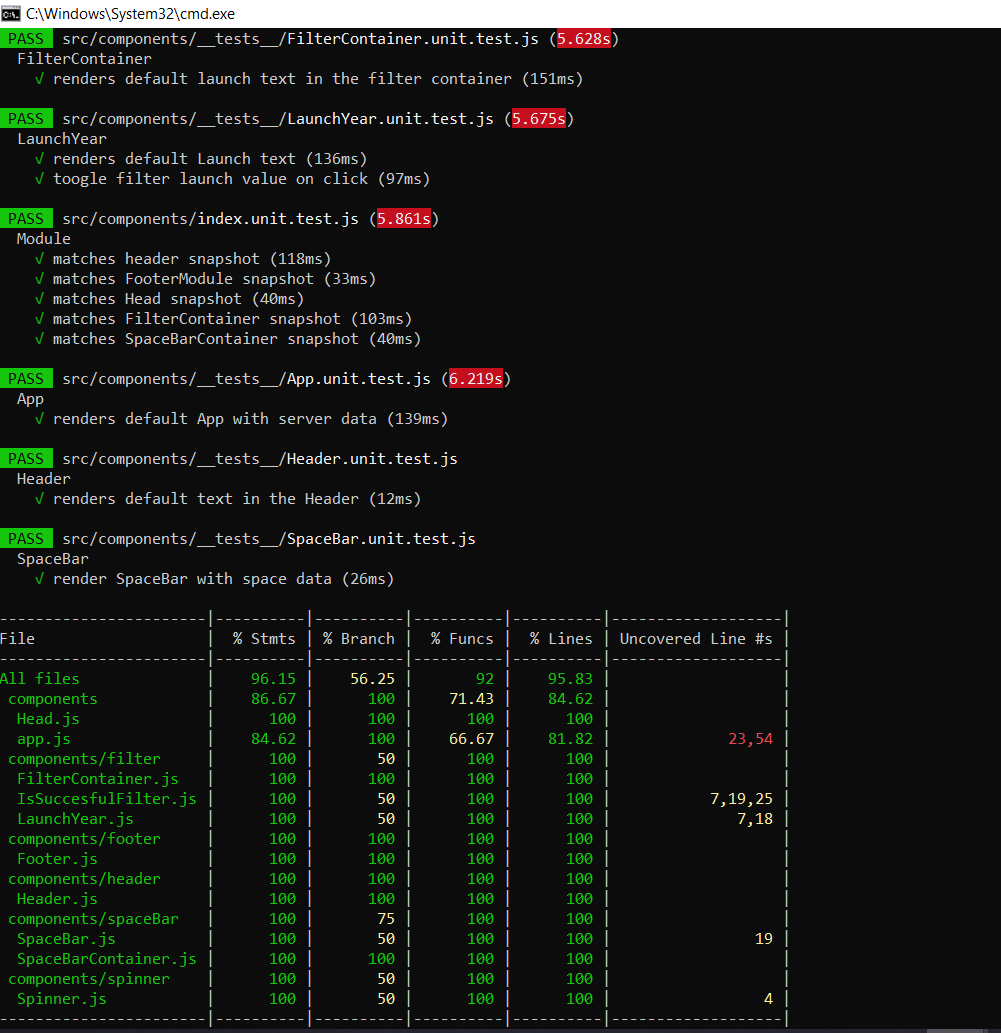 C:\Windows\System32\cmd.exe
PASS src/components/__tests__/FilterContainer.unit.test.js (5.628s)
FilterContainer
√ renders default launch text in the filter container (151ms)
PASS src/components/__tests__/LaunchYear.unit.test.js (5.675s)
LaunchYear
√ renders default Launch text (136ms)
√ toogle filter launch value on click (97ms)
PASS src/components/index.unit.test.js (5.861s)
Module
√ matches header snapshot (118ms)
√ matches FooterModule snapshot (33ms)
√ matches Head snapshot (40ms)
√ matches FilterContainer snapshot (103ms)
√ matches SpaceBarContainer snapshot (40ms)
PASS src/components/__tests__/App.unit.test.js (6.219s)
App
√ renders default App with server data (139ms)
PASS src/components/__tests__/Header.unit.test.js
Header
√ renders default text in the Header (12ms)
PASS src/components/__tests__/SpaceBar.unit.test.js
SpaceBar
√ render SpaceBar with space data (26ms)
File | % Stmts | % Branch | % Funcs | % Lines | Uncovered Line #s |
All files | 96.15 | 56.25 | 92 | 95.83 | |
components | 86.67 | 100 | 71.43 | 84.62 | |
Head.js | 100 | 100 | 100 | 100 | |
app.js | 84.62 | 100 | 66.67 | 81.82 | 23,54 |
components/filter | 100 | 50 | 100 | 100 | |
FilterContainer.js | 100 | 100 | 100 | 100 | |
IsSuccesfulFilter.js | 100 | 50 | 100 | 100 | 7,19,25 |
LaunchYear.js | 100 | 50 | 100 | 100 | 7,18 |
components/footer | 100 | 100 | 100 | 100 | |
Footer.js | 100 | 100 | 100 | 100 | |
components/header | 100 | 100 | 100 | 100 | |
Header.js | 100 | 100 | 100 | 100 | |
components/spaceBar | 100 | 75 | 100 | 100 | |
SpaceBar.js | 100 | 50 | 100 | 100 | 19 |
SpaceBarContainer.js | 100 | 100 | 100 | 100 | |
components/spinner | 100 | 50 | 100 | 100 | |
Spinner.js | 100 | 50 | 100 | 100 | 4 |